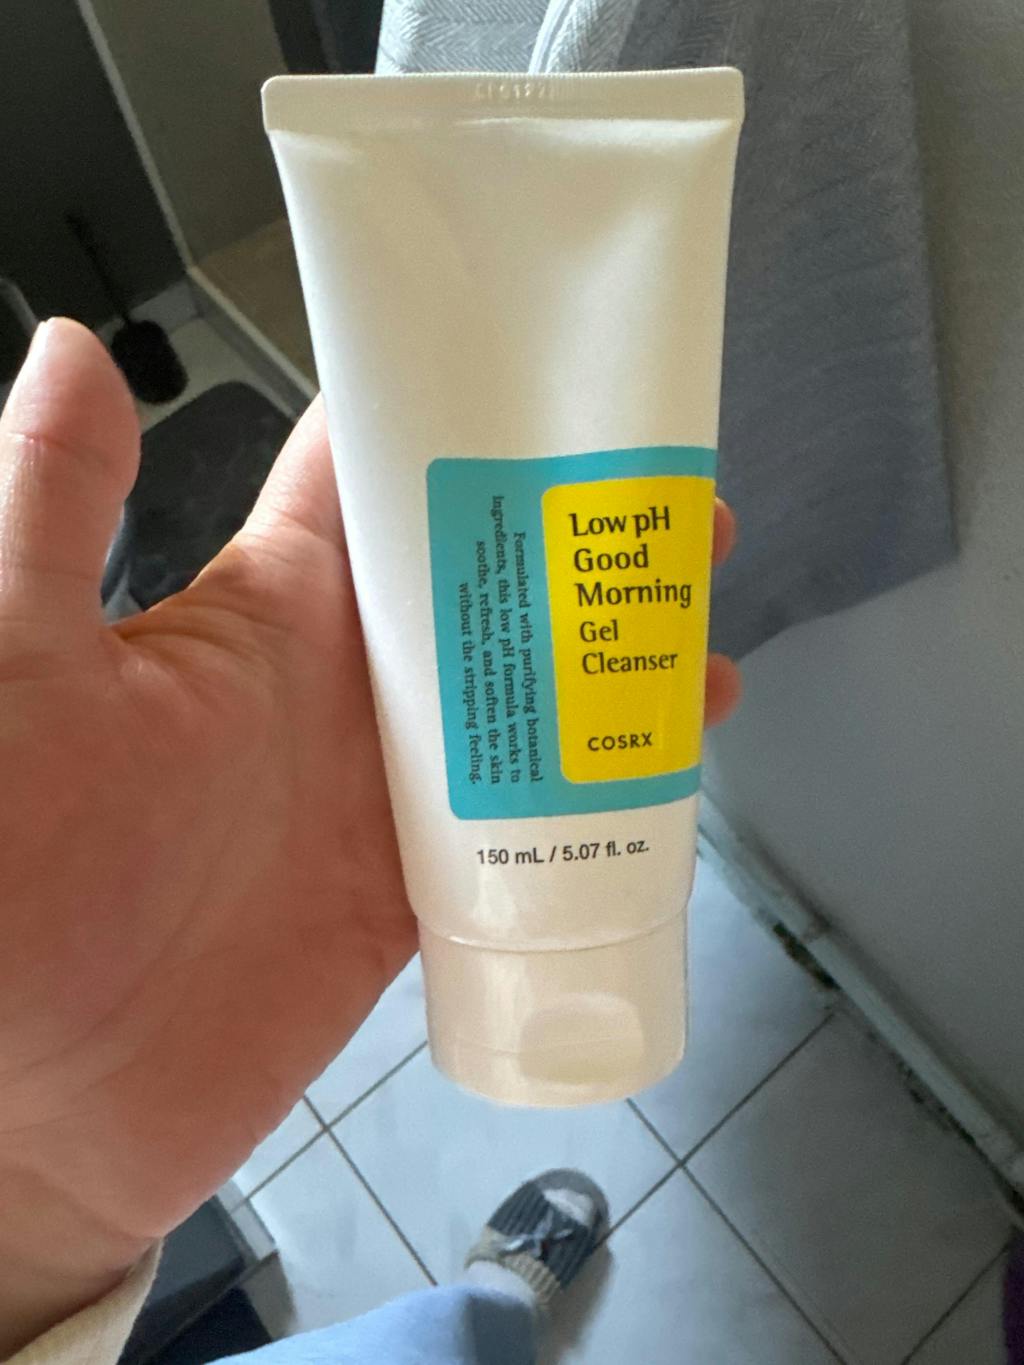 Low pH
Good
Morning
Gel
Cleanser
COSRX
Formulated with purifying botanical
ingredients, this low pH formula works to
soothe, refresh, and soften the skin
without the stripping feeling.
150 mL / 5.07 fl. oz.